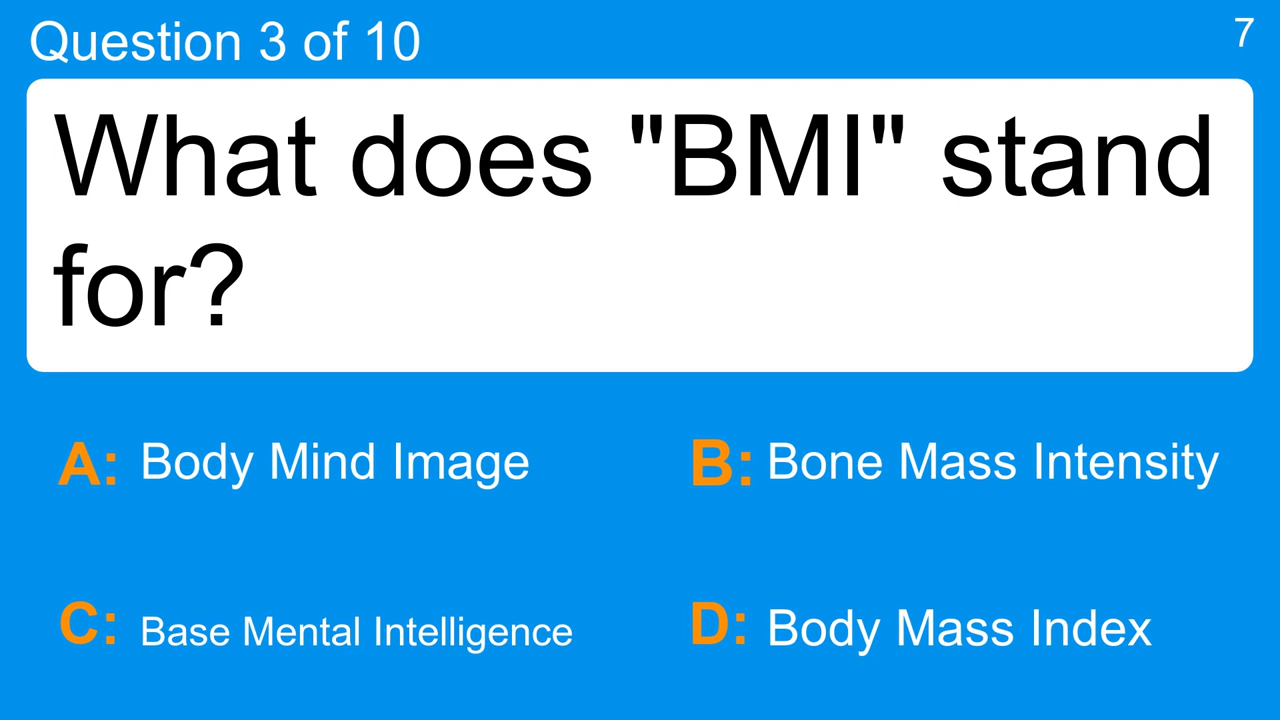 Question 3 of 10
7
What does "BMI" stand
for?
A: Body Mind Image
B: Bone Mass Intensity
C: Base Mental Intelligence
D: Body Mass Index